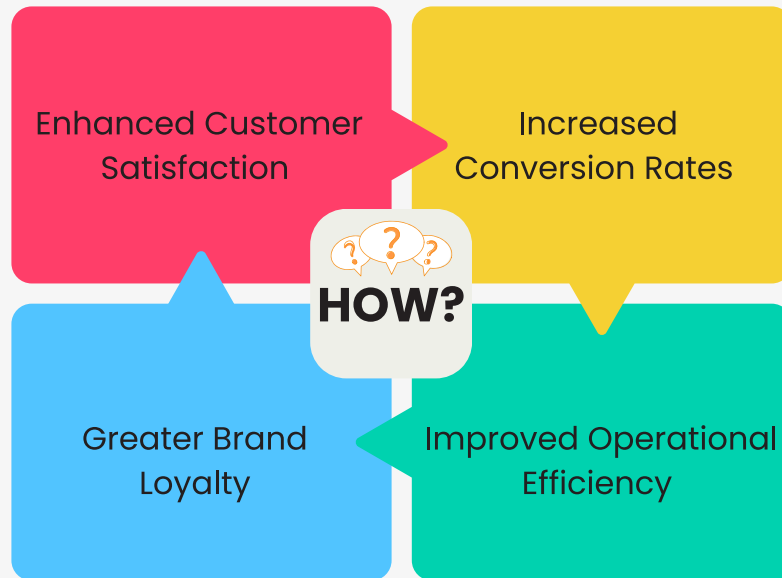 Enhanced Customer
Satisfaction
Increased
Conversion Rates
? ? ?
HOW?
Greater Brand
Loyalty
Improved Operational
Efficiency